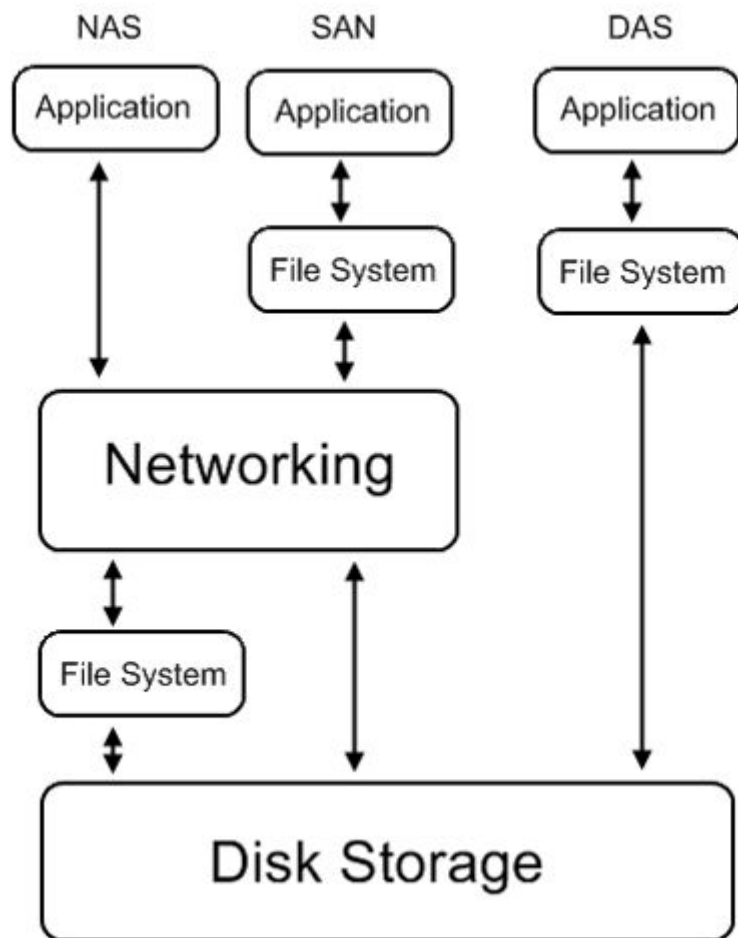 NAS
SAN
DAS
Application
Application
Application
File System
File System
Networking
File System
Disk Storage